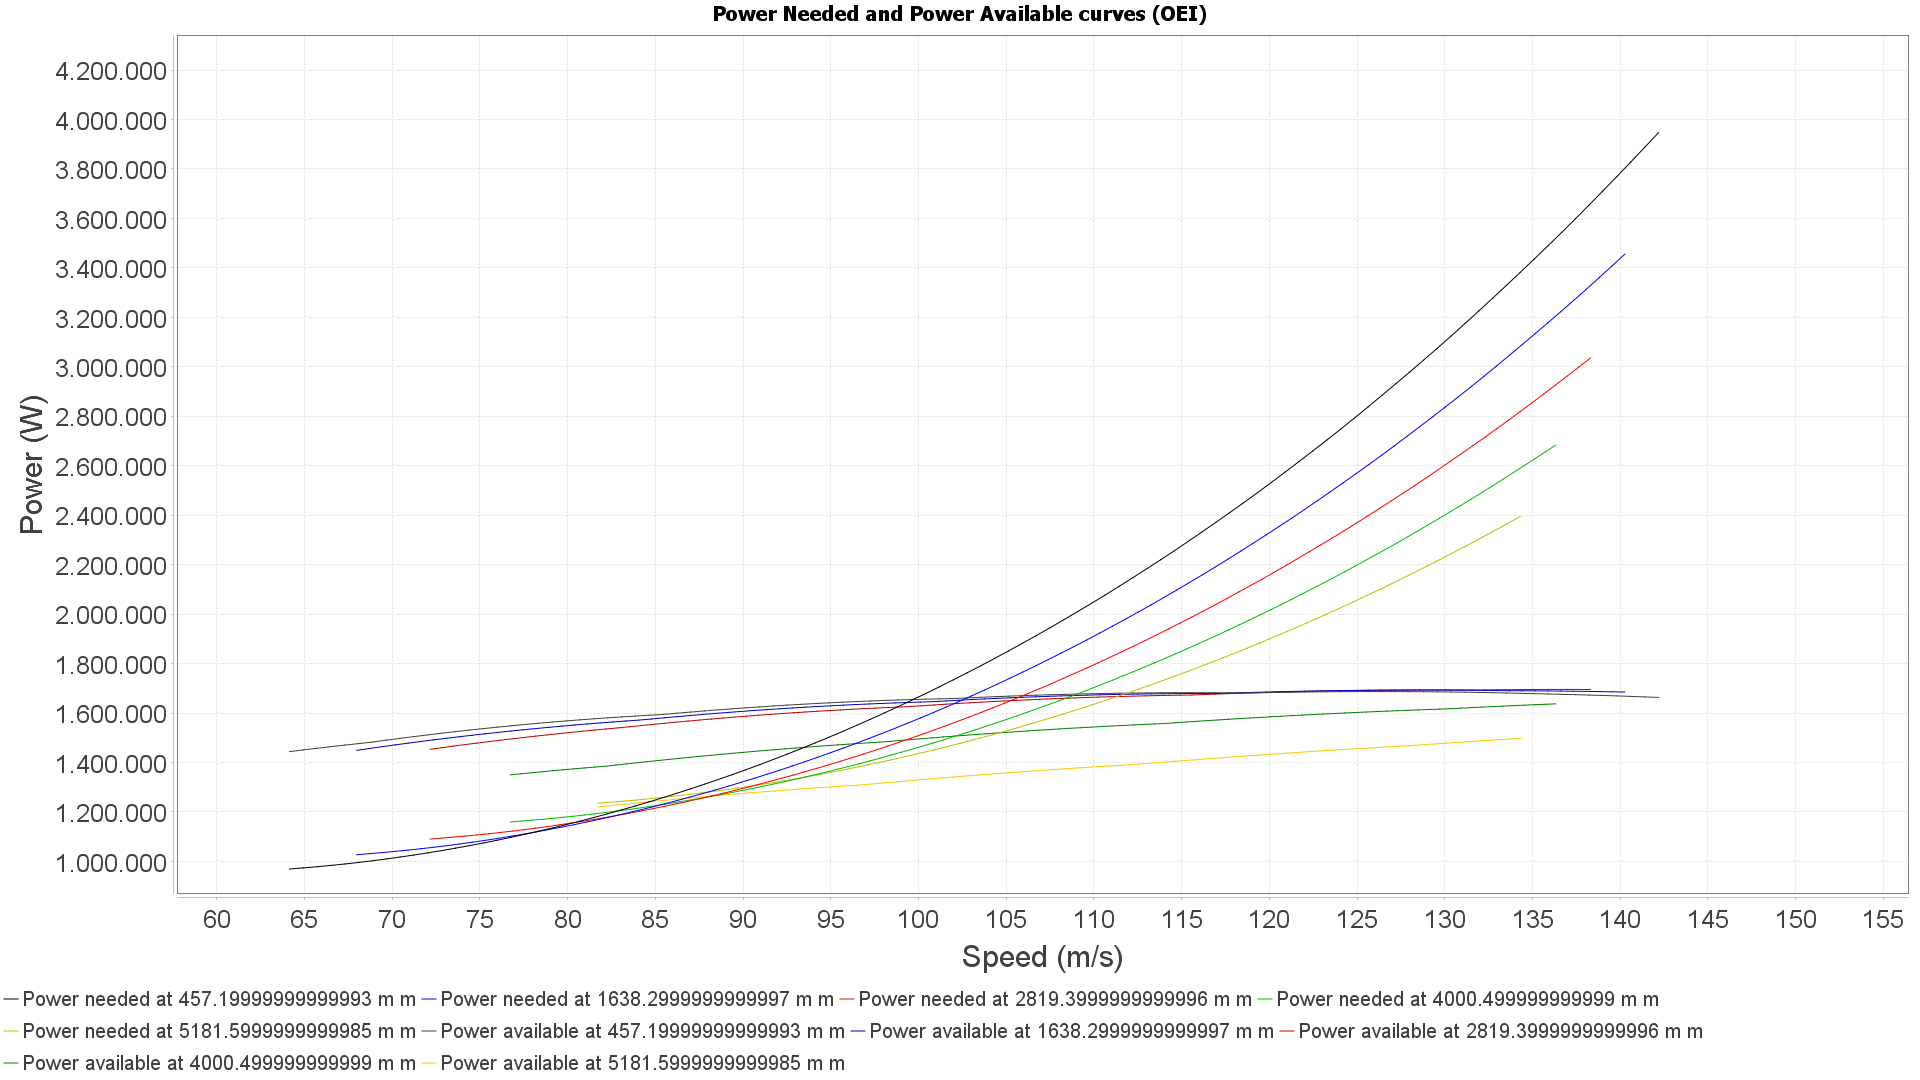 Power Needed and Power Available curves (OEI)
4.200.000
4.000.000
3.800.000
3.600.000
3.400.000
3.200.000
3.000.000
2.800.000
2.600.000
2.400.000
2.200.000
2.000.000
1.800.000
1.600.000
1.400.000
1.200.000
1.000.000
Power (W)
60 65 70 75 80 85 90 95 100 105 110 115 120 125 130 135 140 145 150 155
Speed (m/s)
Power needed at 457.19999999999993 m m Power needed at 1638.2999999999997 m m Power needed at 2819.3999999999996 m m Power needed at 4000.499999999999 m m
Power needed at 5181.5999999999985 m m Power available at 457.19999999999993 m m Power available at 1638.2999999999997 m m Power available at 2819.3999999999996 m m
Power available at 4000.499999999999 m m Power available at 5181.5999999999985 m m